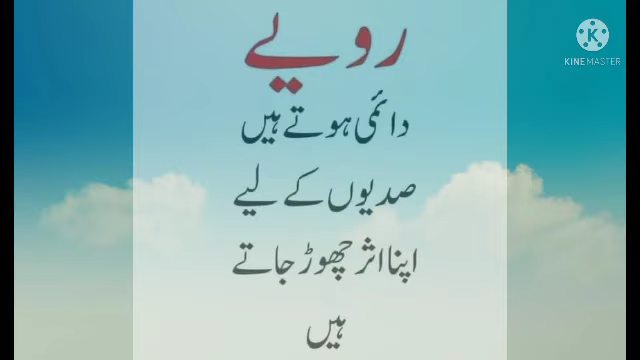 رویے
دائمی ہوتے ہیں
صدیوں کے لیے
اپنا اثر چھوڑ جاتے
ہیں
K
KINEMASTER